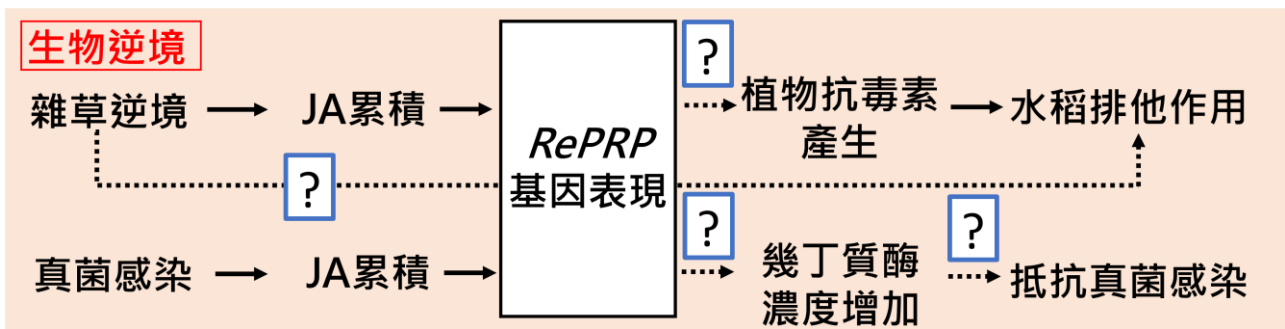 生物逆境
雜草逆境
JA累積
RePRP
基因表現
?
植物抗毒素
產生
水稻排他作用
?
真菌感染
JA累積
?
幾丁質酶
濃度增加
?
抵抗真菌感染